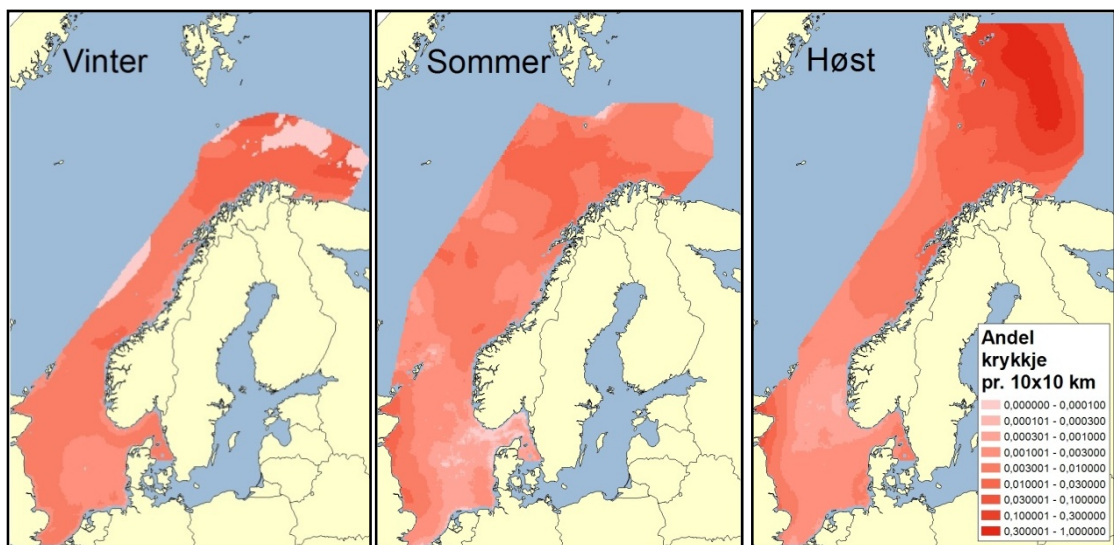 Vinter
Sommer
Høst
Andel
krykkje
pr. 10x10 km
0,000000 - 0,000100
0,000101 - 0,000300
0,000301 - 0,001000
0,001001 - 0,003000
0,003001 - 0,010000
0,010001 - 0,030000
0,030001 - 0,100000
0,100001 - 0,300000
0,300001 - 1,000000